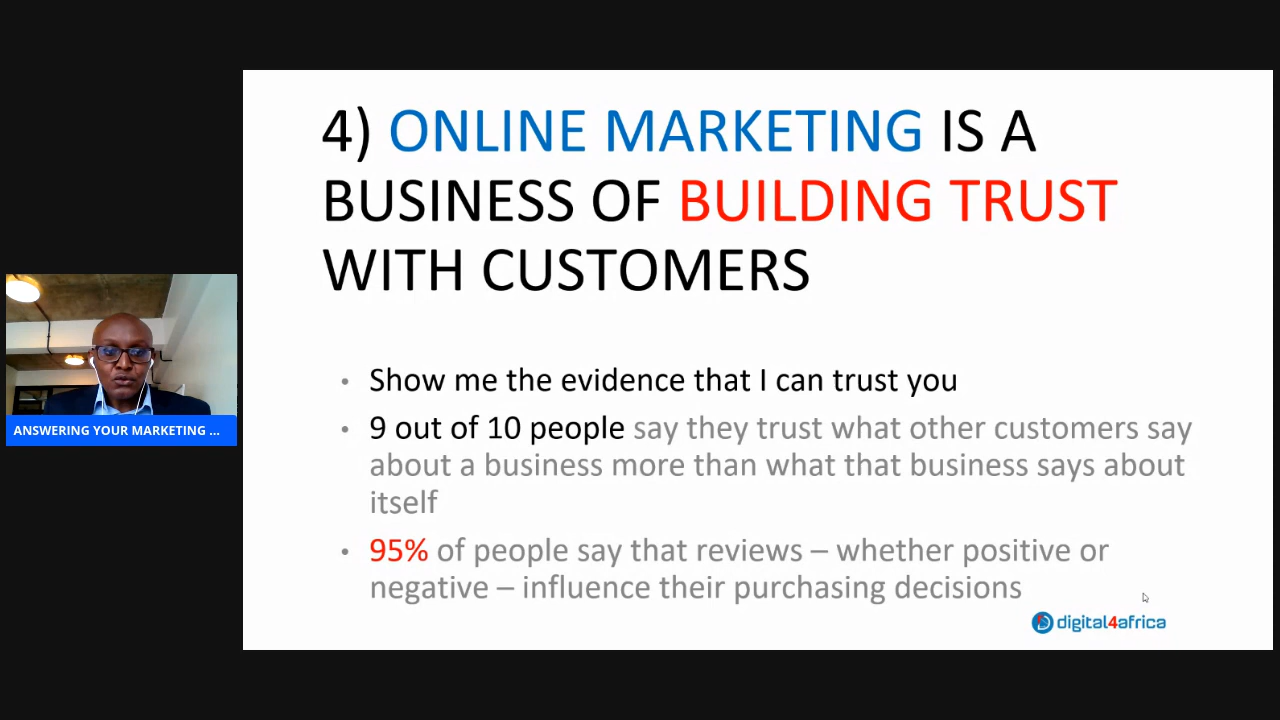 4) ONLINE MARKETING IS A
BUSINESS OF BUILDING TRUST
WITH CUSTOMERS
• Show me the evidence that I can trust you
• 9 out of 10 people say they trust what other customers say
about a business more than what that business says about
itself
• 95% of people say that reviews – whether positive or
negative – influence their purchasing decisions
digital4africa
ANSWERING YOUR MARKETING ...